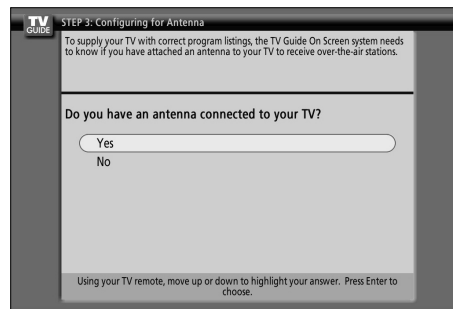 TV
GUIDE
STEP 3: Configuring for Antenna
To supply your TV with correct program listings, the TV Guide On Screen system needs
to know if you have attached an antenna to your TV to receive over-the-air stations.
Do you have an antenna connected to your TV?
Yes
No
Using your TV remote, move up or down to highlight your answer. Press Enter to
choose.